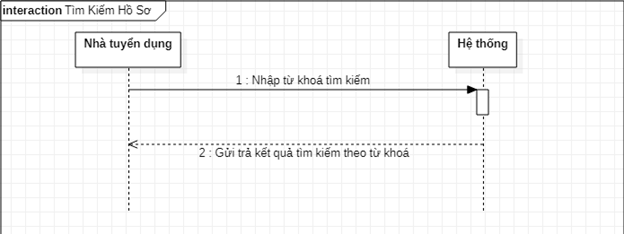 interaction Tìm Kiếm Hồ Sơ
Nhà tuyển dụng
Hệ thống
1 : Nhập từ khoá tìm kiếm
2 : Gửi trả kết quả tìm kiếm theo từ khoá